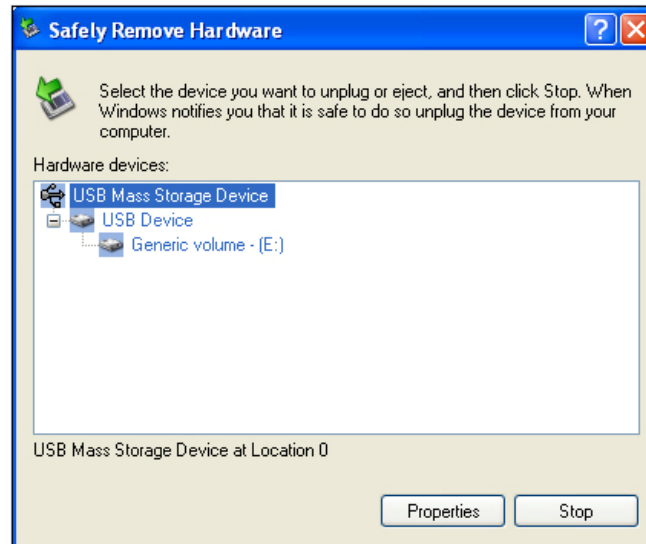 Safely Remove Hardware
Select the device you want to unplug or eject, and then click Stop. When
Windows notifies you that it is safe to do so unplug the device from your
computer.
Hardware devices:
USB Mass Storage Device
USB Device
Generic volume - (E:)
USB Mass Storage Device at Location 0
Properties Stop